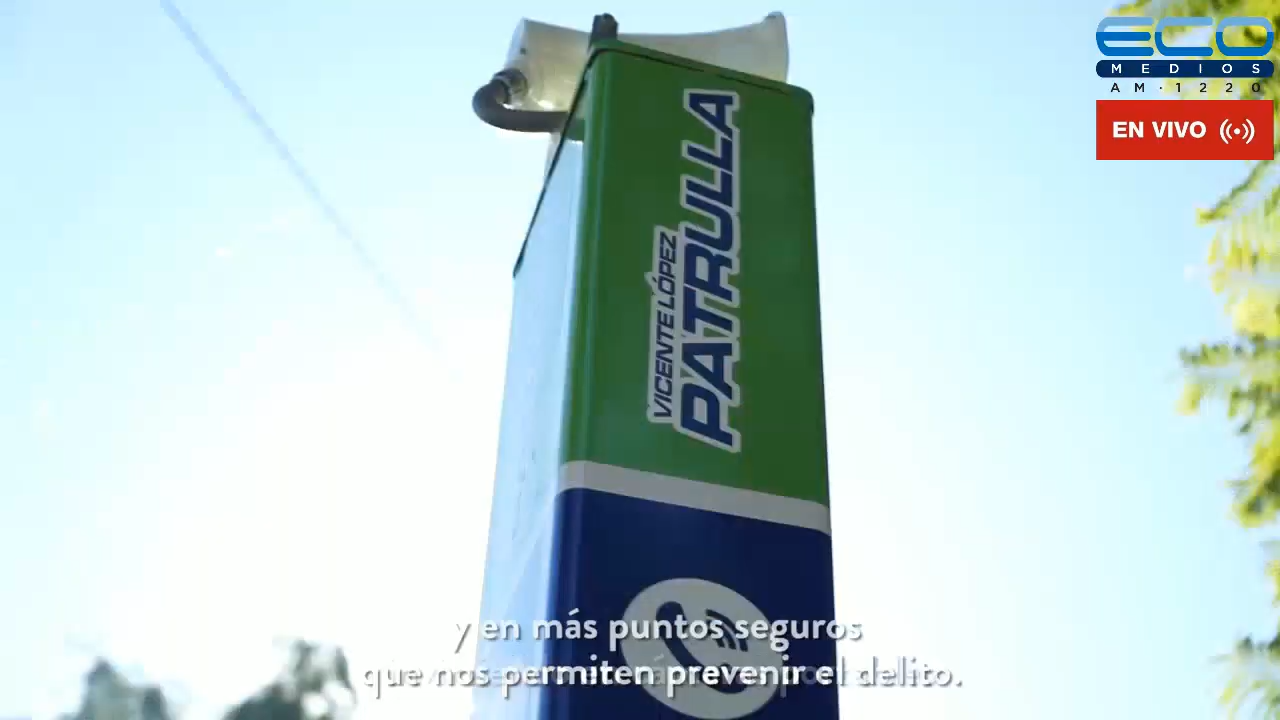 ECO
MEDIOS
AM·1220
EN VIVO
VICENTE LÓPEZ
PATRULLA
y en más puntos seguros
que nos permiten prevenir el delito.